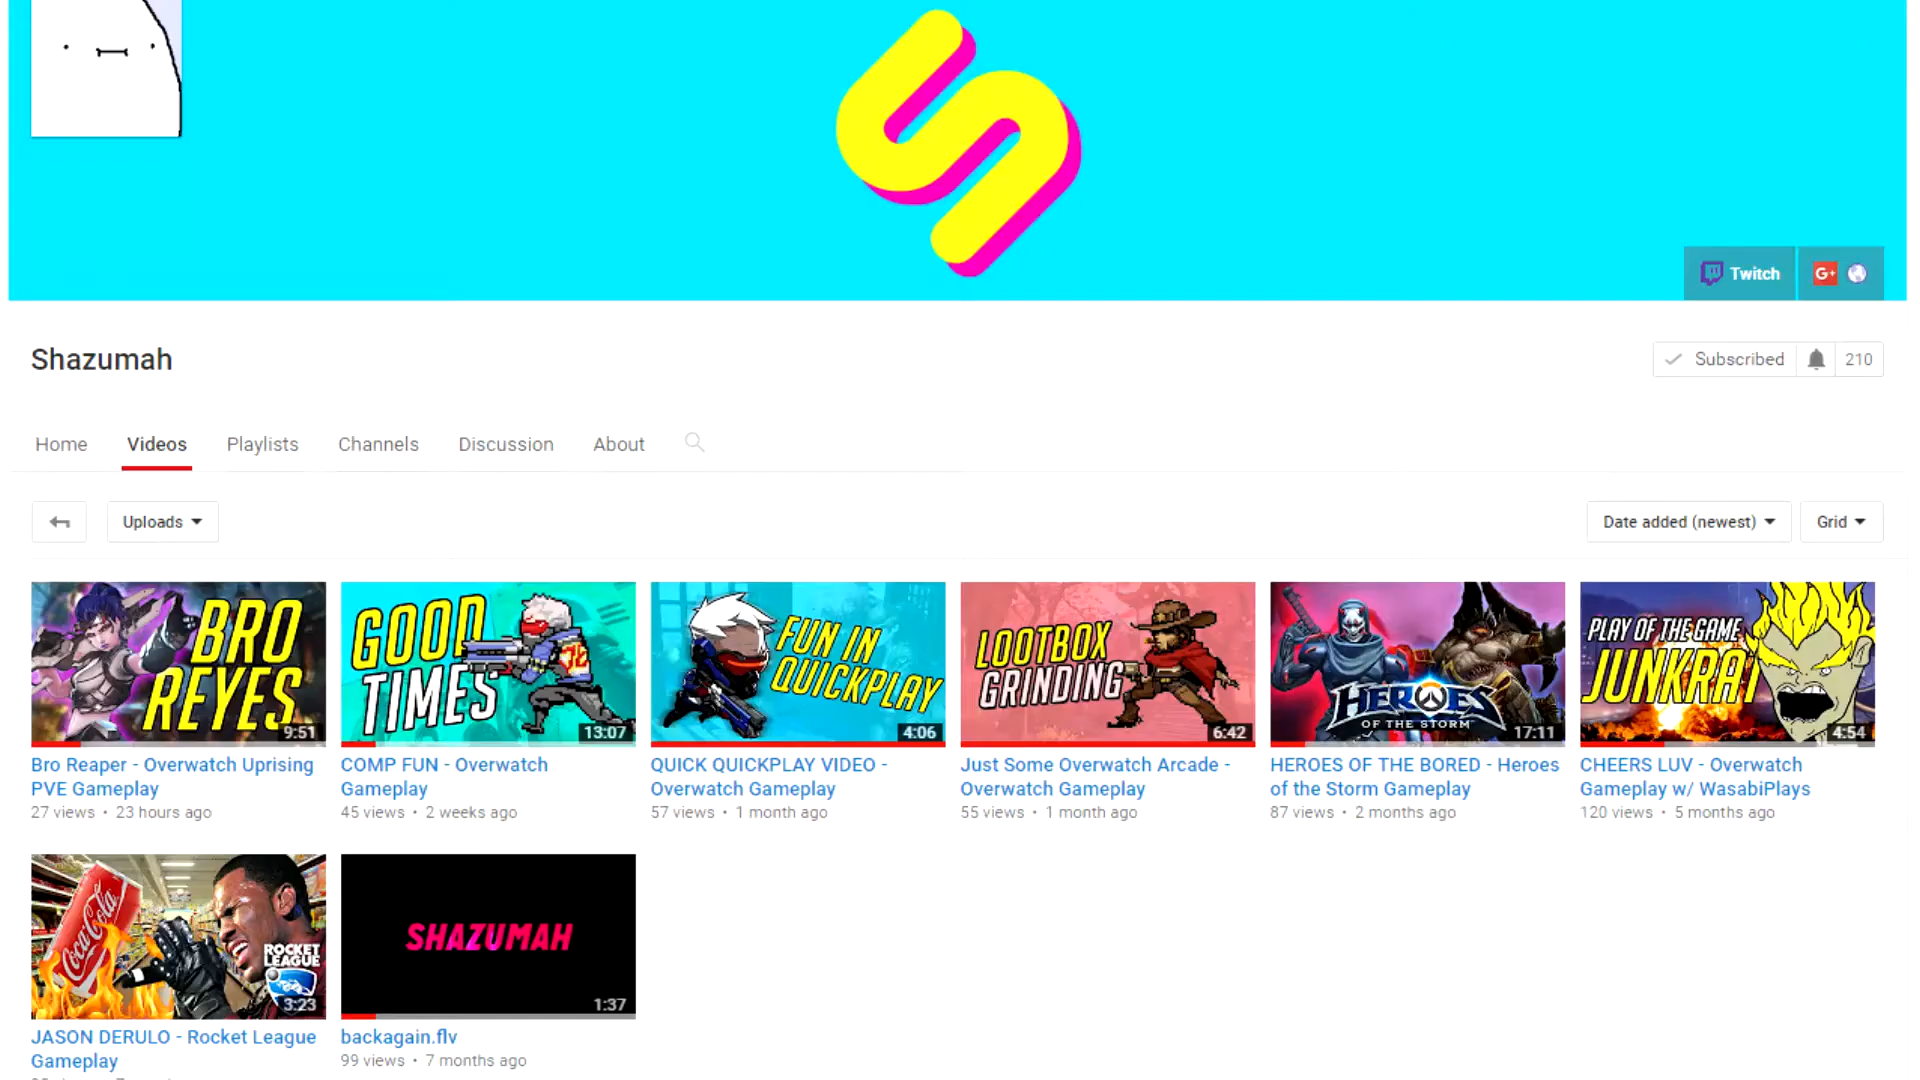 Twitch
G+
Shazumah
Subscribed 210
Home Videos Playlists Channels Discussion About
Uploads
Date added (newest) Grid
BRO
REYES
9:51
GOOD
TIMES
13:07
FUN IN
QUICKPLAY
4:06
LOOTBOX
GRINDING
6:42
HEROES
OF THE STORM
17:11
PLAY OF THE GAME
JUNKRAT
4:54
Bro Reaper - Overwatch Uprising
PVE Gameplay
27 views • 23 hours ago
COMP FUN - Overwatch
Gameplay
45 views • 2 weeks ago
QUICK QUICKPLAY VIDEO -
Overwatch Gameplay
57 views • 1 month ago
Just Some Overwatch Arcade -
Overwatch Gameplay
55 views • 1 month ago
HEROES OF THE BORED - Heroes
of the Storm Gameplay
87 views • 2 months ago
CHEERS LUV - Overwatch
Gameplay w/ WasabiPlays
120 views • 5 months ago
Coca-Cola
ROCKET
LEAGUE
3:23
SHAZUMAH
1:37
JASON DERULO - Rocket League
Gameplay
backagain.flv
99 views • 7 months ago